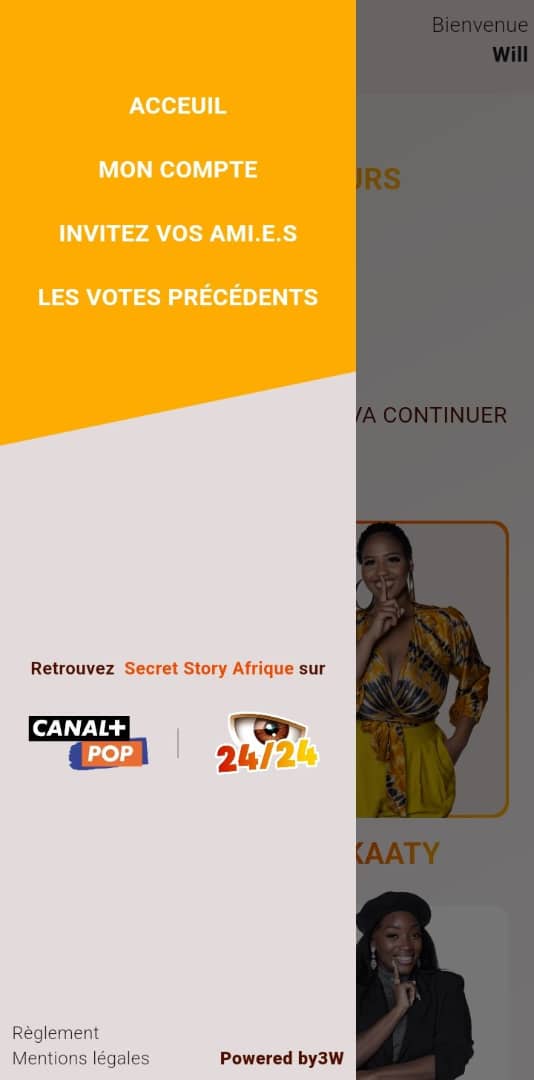 Bienvenue
Will
ACCEUIL
MON COMPTE
INVITEZ VOS AMI.E.S
LES VOTES PRÉCÉDENTS
URS
VA CONTINUER
Retrouvez Secret Story Afrique sur
CANAL+
POP
24/24
KAATY
Règlement
Mentions légales
Powered by3W